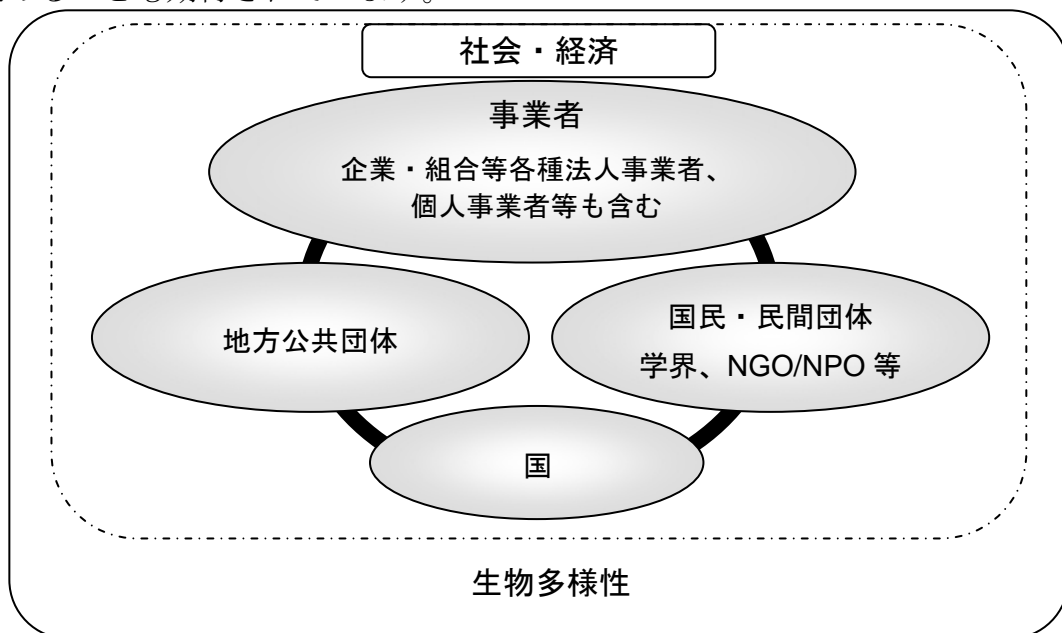 社会・経済
事業者
企業・組合等各種法人事業者、
個人事業者等も含む
地方公共団体
国民・民間団体
学界、NGO/NPO 等
国
生物多様性